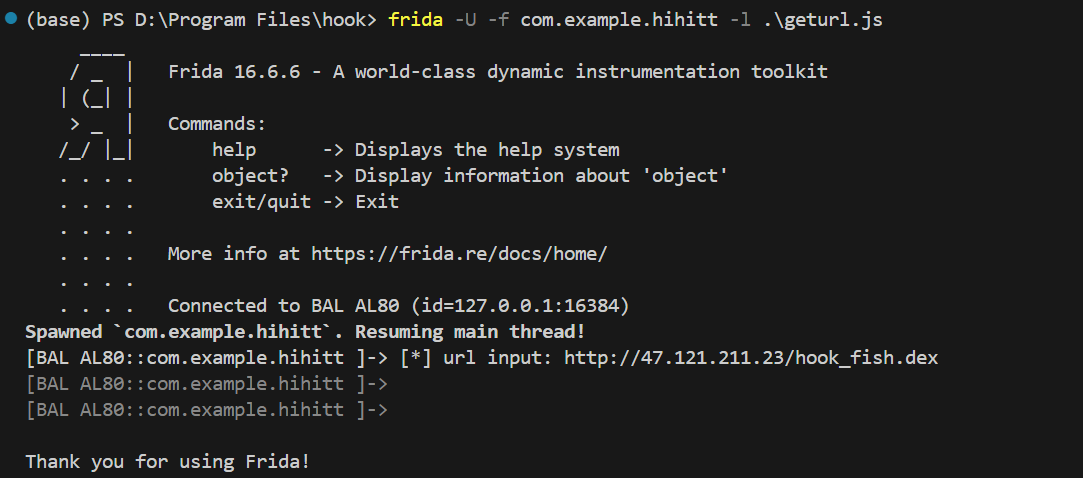 (base) PS D:\Program Files\hook> frida -U -f com.example.hihitt -l .\geturl.js
     ____
    / _  |   Frida 16.6.6 - A world-class dynamic instrumentation toolkit
   | (_| |
    > _  |   Commands:
   /_/ |_|       help      -> Displays the help system
   . . . .       object?   -> Display information about 'object'
   . . . .       exit/quit -> Exit
   . . . .
   . . . .   More info at https://frida.re/docs/home/
   . . . .
   . . . .   Connected to BAL AL80 (id=127.0.0.1:16384)
Spawned `com.example.hihitt`. Resuming main thread!
[BAL AL80::com.example.hihitt ]-> [*] url input: http://47.121.211.23/hook_fish.dex
[BAL AL80::com.example.hihitt ]->
[BAL AL80::com.example.hihitt ]->
Thank you for using Frida!